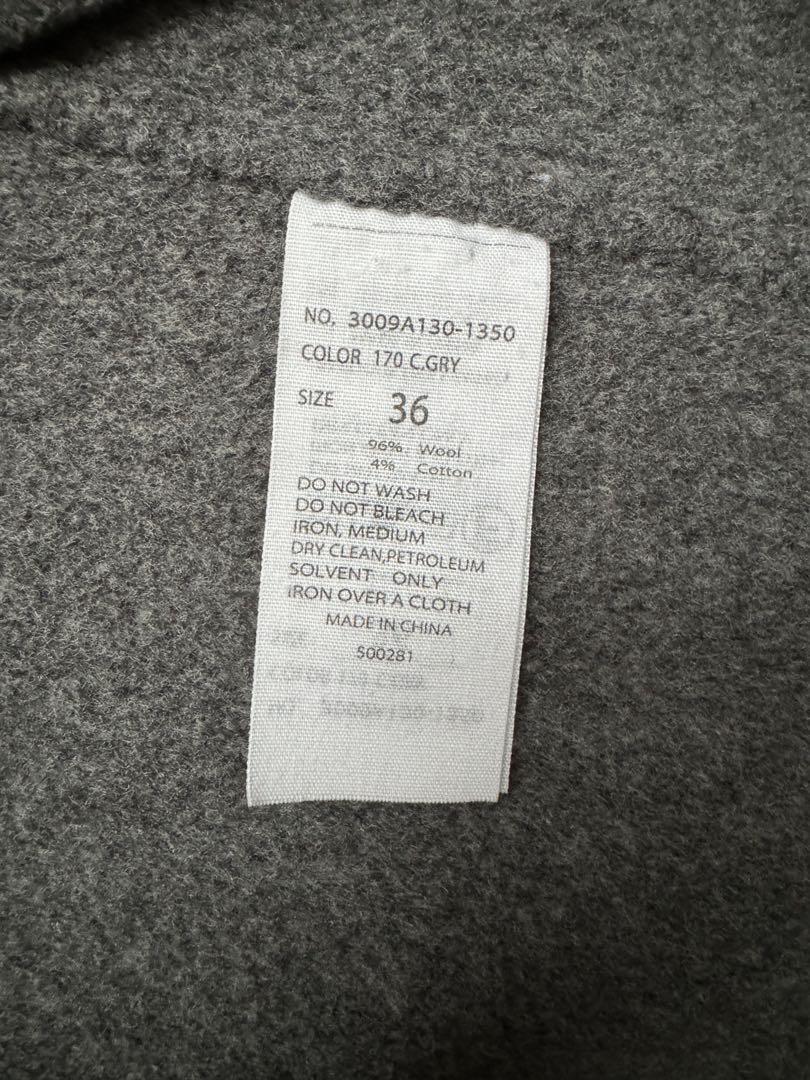 NO. 3009A130-1350
COLOR 170 C.GRY
SIZE 36
96% Wool
4% Cotton
DO NOT WASH
DO NOT BLEACH
IRON, MEDIUM
DRY CLEAN,PETROLEUM
SOLVENT ONLY
IRON OVER A CLOTH
MADE IN CHINA
S00281